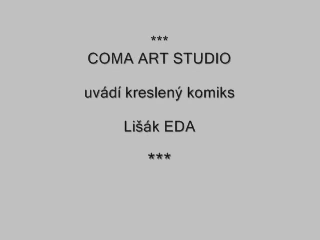 ***
COMA ART STUDIO
uvádí kreslený komiks
Lišák EDA
***